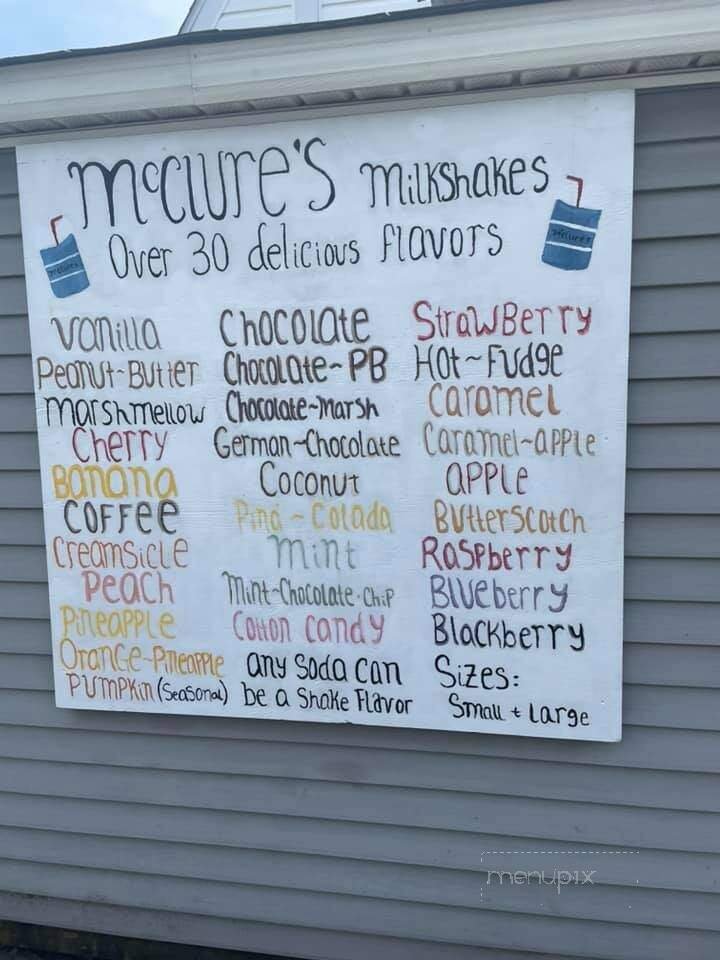 McClure's Milkshakes
Over 30 delicious flavors
Vanilla Chocolate StrawBerry
Peanut-Butter Chocolate-PB Hot-Fudge
Marshmellow Chocolate-Marsh Caramel
Cherry German-Chocolate Caramel-apple
Banana Coconut apple
Coffee Pina-Colada Butterscotch
Creamsicle Mint Raspberry
Peach Mint-Chocolate-Chip Blueberry
Pineapple Cotton Candy Blackberry
Orange-Pineapple any Soda Can Sizes:
Pumpkin (Seasonal) be a Shake Flavor Small + Large
menupix